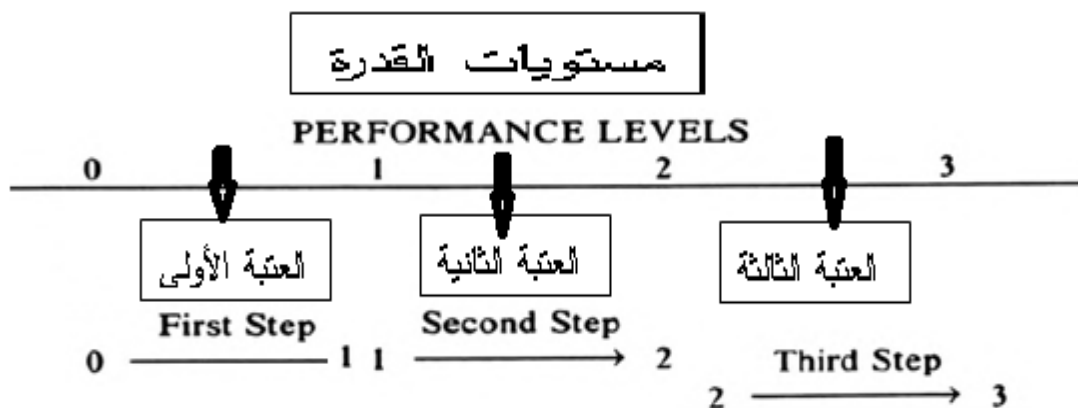 مستويات القدرة
PERFORMANCE LEVELS
0 1 2 3
العتبة الأولى العتبة الثانية العتبة الثالثة
First Step Second Step
0 1 1 2 Third Step
2 3